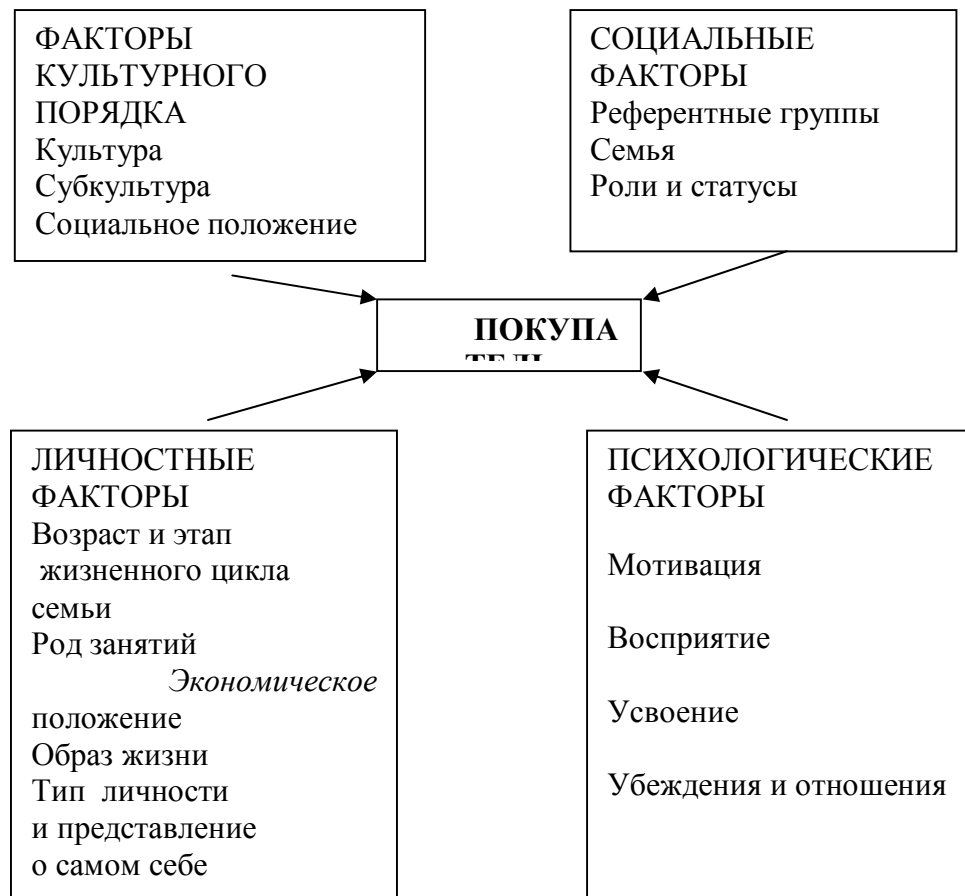 ФАКТОРЫ
КУЛЬТУРНОГО
ПОРЯДКА
Культура
Субкультура
Социальное положение
СОЦИАЛЬНЫЕ
ФАКТОРЫ
Референтные группы
Семья
Роли и статусы
ПОКУПА
ЛИЧНОСТНЫЕ
ФАКТОРЫ
Возраст и этап
жизненного цикла
семьи
Род занятий
Экономическое
положение
Образ жизни
Тип личности
и представление
о самом себе
ПСИХОЛОГИЧЕСКИЕ
ФАКТОРЫ
Мотивация
Восприятие
Усвоение
Убеждения и отношения